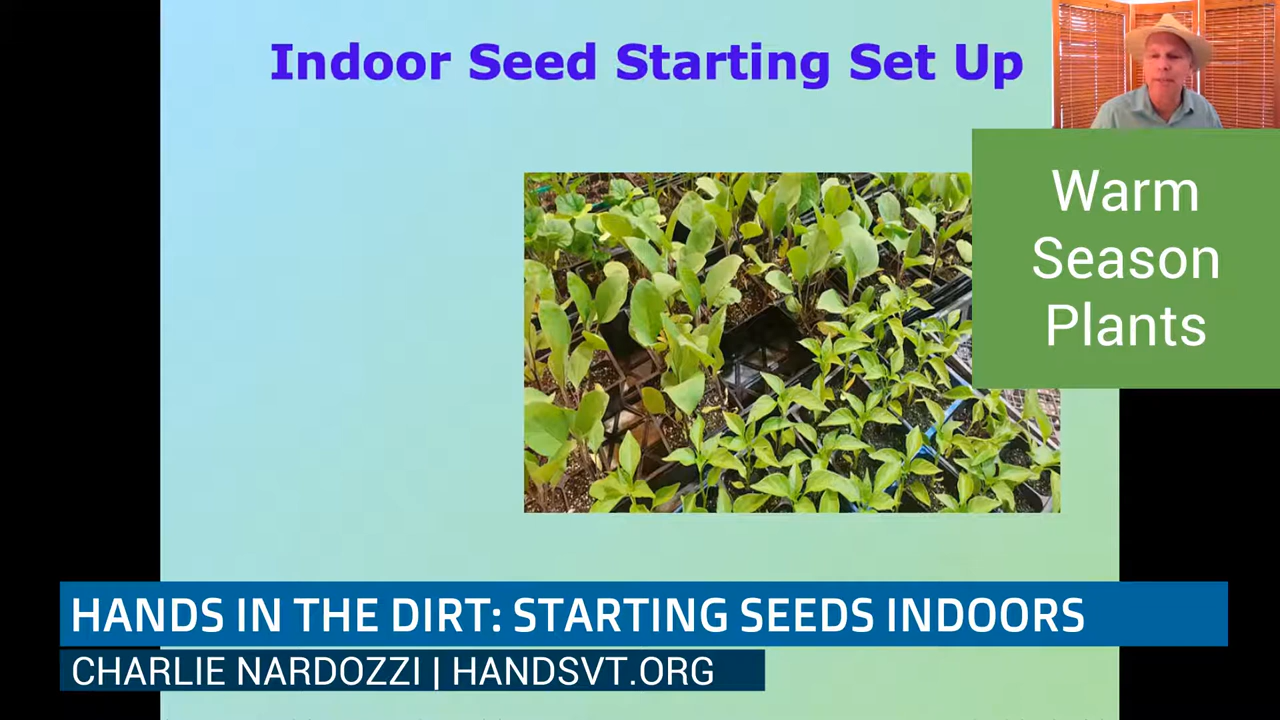 Indoor Seed Starting Set Up
Warm
Season
Plants
HANDS IN THE DIRT: STARTING SEEDS INDOORS
CHARLIE NARDOZZI | HANDSVT.ORG